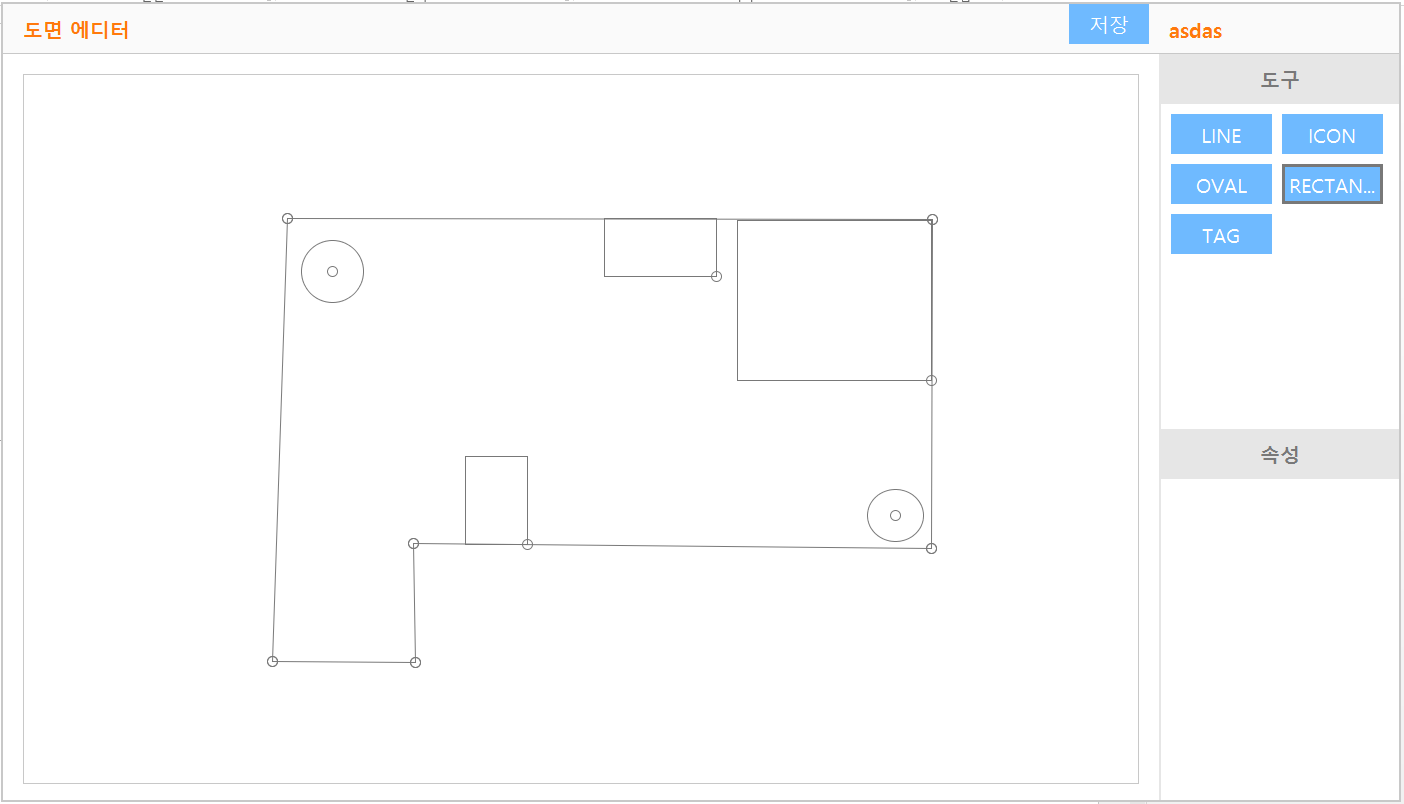 도면 에디터
저장
asdas
도구
LINE
ICON
OVAL
RECTAN...
TAG
속성